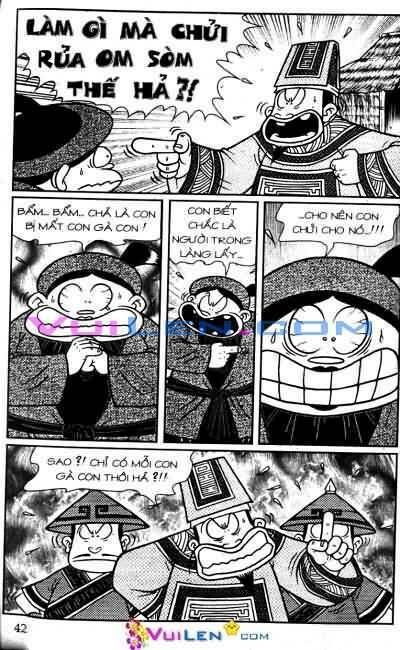 LÀM GÌ MÀ CHỬI
RỦA OM SÒM
THẾ HẢ?!
BẨM... BẨM... CHẢ LÀ CON
BỊ MẤT CON GÀ CON!
CON BIẾT
CHẮC LÀ
NGƯỜI TRONG
LÀNG LẤY...
...CHO NÊN CON
CHỬI CHO NÓ...!!!
VUILEN.COM
SAO?! CHỈ CÓ MỖI CON
GÀ CON THÔI HẢ?!!
42
VUILEN.COM